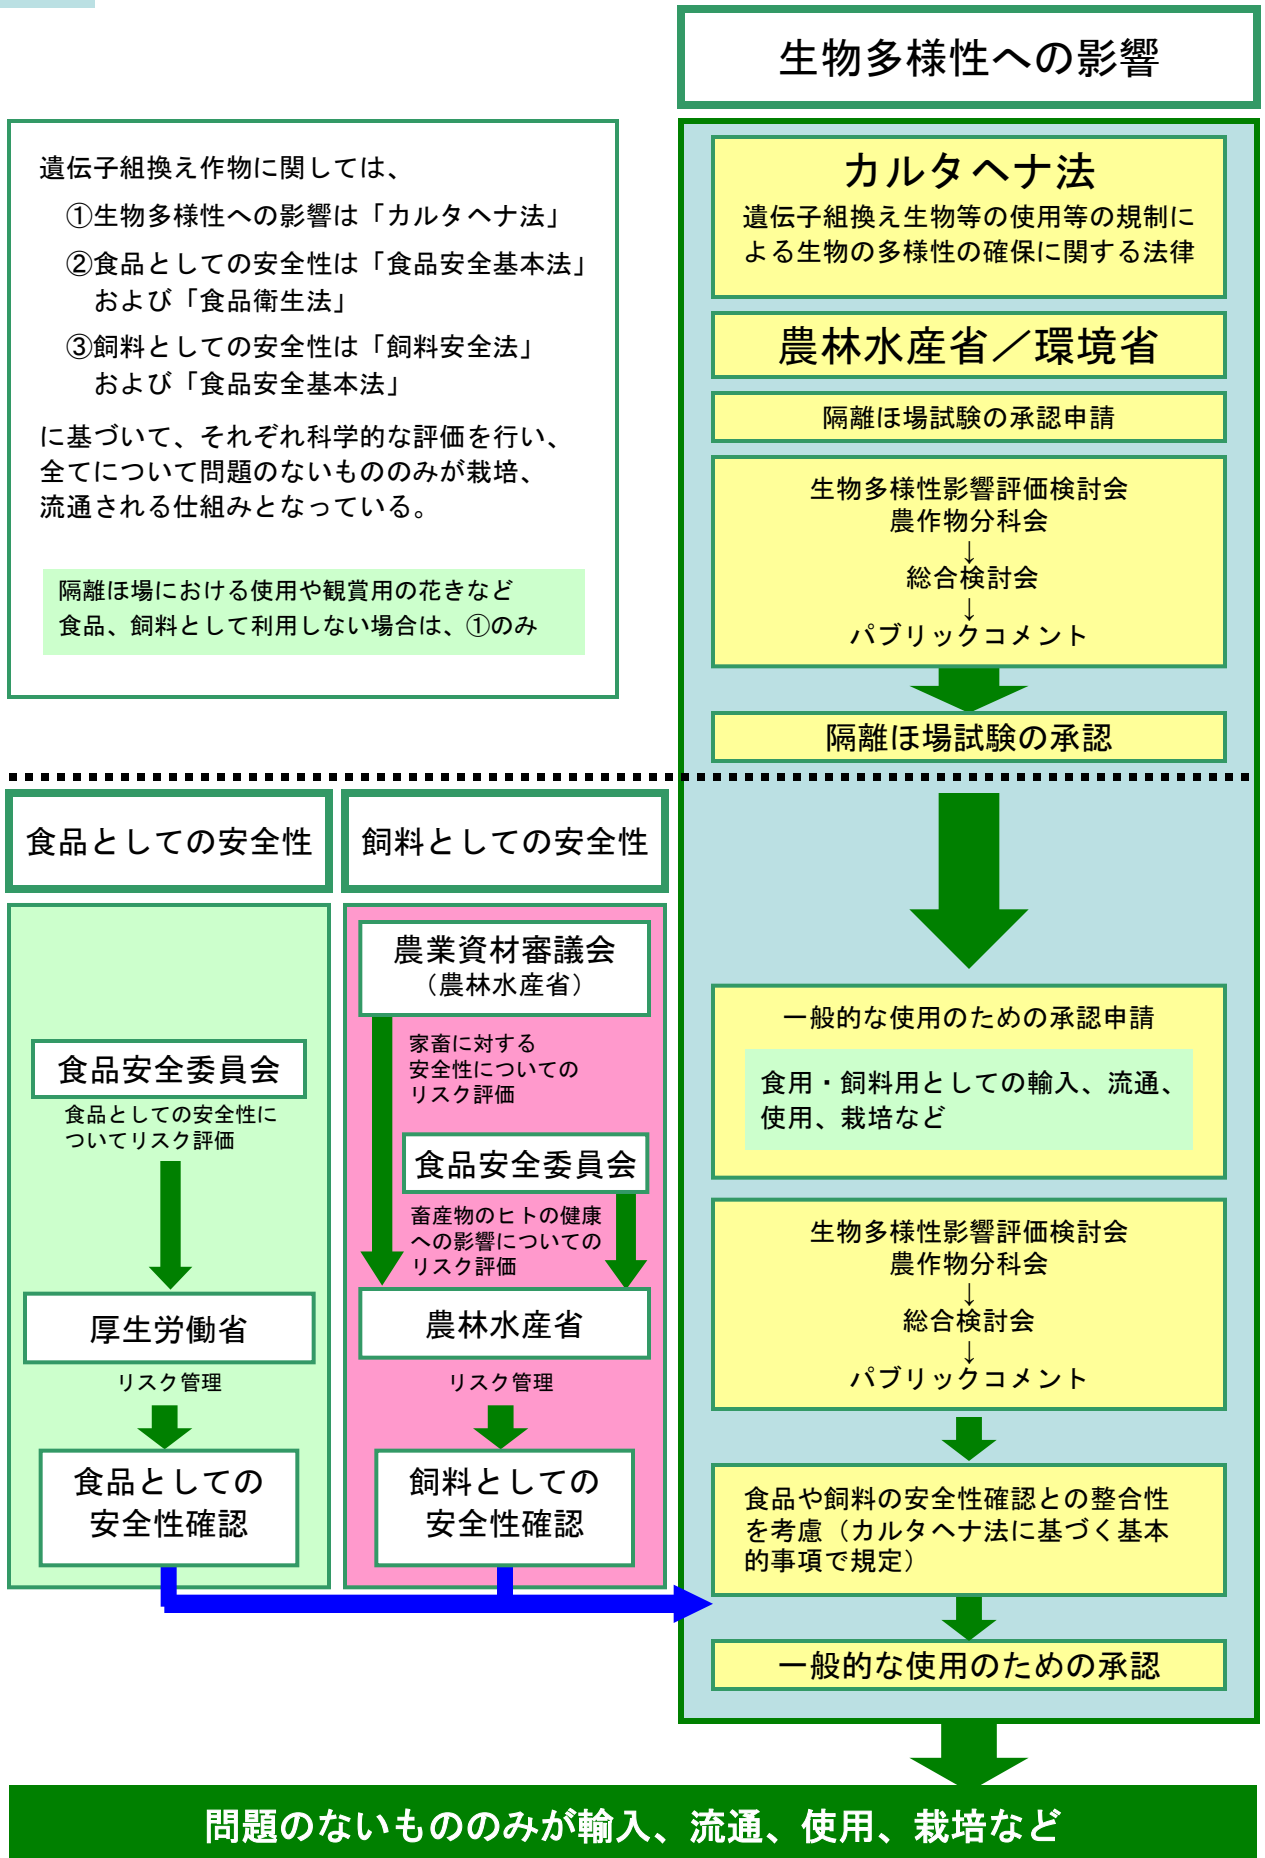 生物多様性への影響
遺伝子組換え作物に関しては、
①生物多様性への影響は「カルタヘナ法」
②食品としての安全性は「食品安全基本法」
および「食品衛生法」
③飼料としての安全性は「飼料安全法」
および「食品安全基本法」
に基づいて、それぞれ科学的な評価を行い、
全てについて問題のないもののみが栽培、
流通される仕組みとなっている。
隔離ほ場における使用や観賞用の花きなど
食品、飼料として利用しない場合は、①のみ
カルタヘナ法
遺伝子組換え生物等の使用等の規制に
よる生物の多様性の確保に関する法律
農林水産省／環境省
隔離ほ場試験の承認申請
生物多様性影響評価検討会
農作物分科会
↓
総合検討会
↓
パブリックコメント
隔離ほ場試験の承認
食品としての安全性
食品安全委員会
食品としての安全性に
ついてリスク評価
厚生労働省
リスク管理
食品としての
安全性確認
飼料としての安全性
農業資材審議会
（農林水産省）
家畜に対する
安全性についての
リスク評価
食品安全委員会
畜産物のヒトの健康
への影響についての
リスク評価
農林水産省
リスク管理
飼料としての
安全性確認
一般的な使用のための承認申請
食用・飼料用としての輸入、流通、
使用、栽培など
生物多様性影響評価検討会
農作物分科会
↓
総合検討会
↓
パブリックコメント
食品や飼料の安全性確認との整合性
を考慮（カルタヘナ法に基づく基本
的事項で規定）
一般的な使用のための承認
問題のないもののみが輸入、流通、使用、栽培など